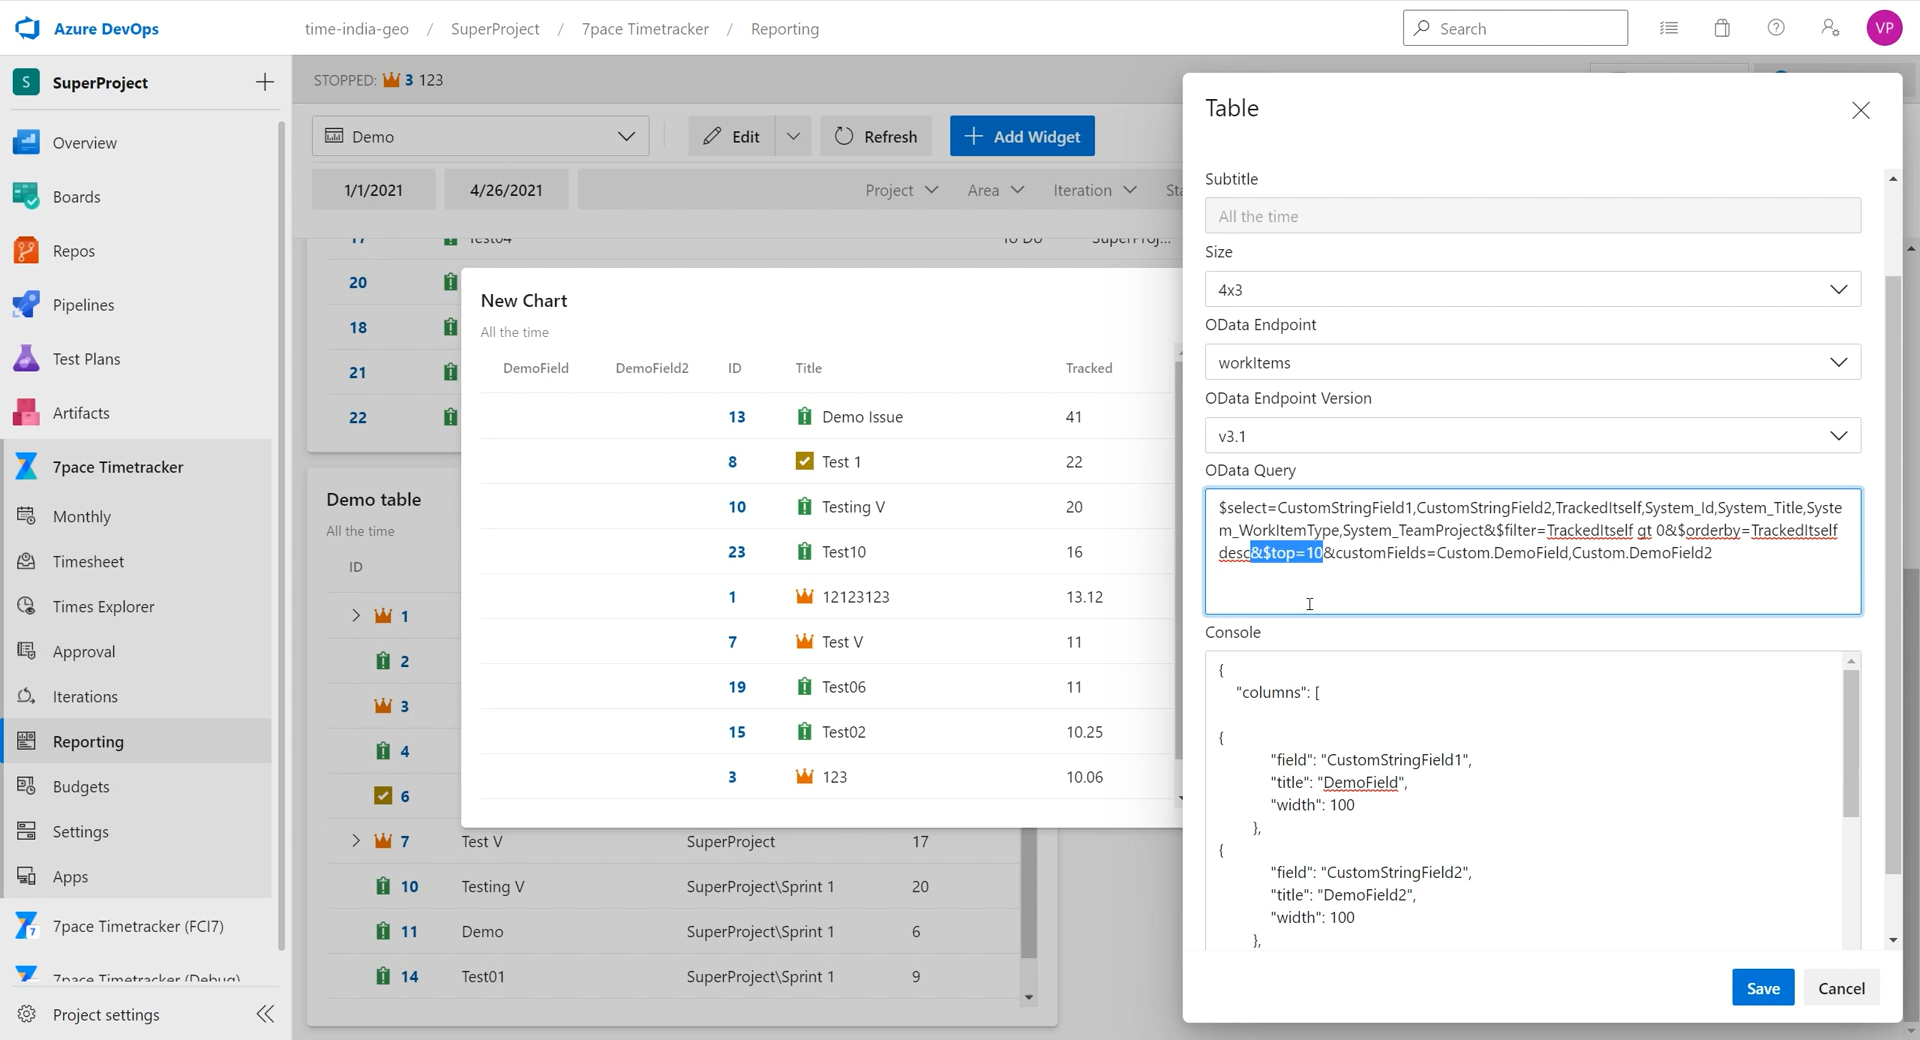 Azure DevOps
time-india-geo / SuperProject / 7pace Timetracker / Reporting
Search
VP
S SuperProject
Overview
Boards
Repos
Pipelines
Test Plans
Artifacts
7pace Timetracker
Monthly
Timesheet
Times Explorer
Approval
Iterations
Reporting
Budgets
Settings
Apps
7pace Timetracker (FCI7)
7pace Timetracker (Debug)
Project settings
STOPPED: 3 123
Demo
Edit
Refresh
Add Widget
1/1/2021
4/26/2021
Project
Area
Iteration
17 Test04 To Do SuperProj...
20
18
21
22
Demo table
All the time
ID
1
2
3
4
6
7 Test V SuperProject 17
10 Testing V SuperProject\Sprint 1 20
11 Demo SuperProject\Sprint 1 6
14 Test01 SuperProject\Sprint 1 9
New Chart
All the time
DemoField DemoField2 ID Title Tracked
13 Demo Issue 41
8 Test 1 22
10 Testing V 20
23 Test10 16
1 12123123 13.12
7 Test V 11
19 Test06 11
15 Test02 10.25
3 123 10.06
Table
Subtitle
All the time
Size
4x3
OData Endpoint
workItems
OData Endpoint Version
v3.1
OData Query
$select=CustomStringField1,CustomStringField2,TrackedItself,System_Id,System_Title,Syste
m_WorkItemType,System_TeamProject&$filter=TrackedItself gt 0&$orderby=TrackedItself
desc&$top=10&customFields=Custom.DemoField,Custom.DemoField2
Console
{
"columns": [
{
"field": "CustomStringField1",
"title": "DemoField",
"width": 100
},
{
"field": "CustomStringField2",
"title": "DemoField2",
"width": 100
},
Save
Cancel